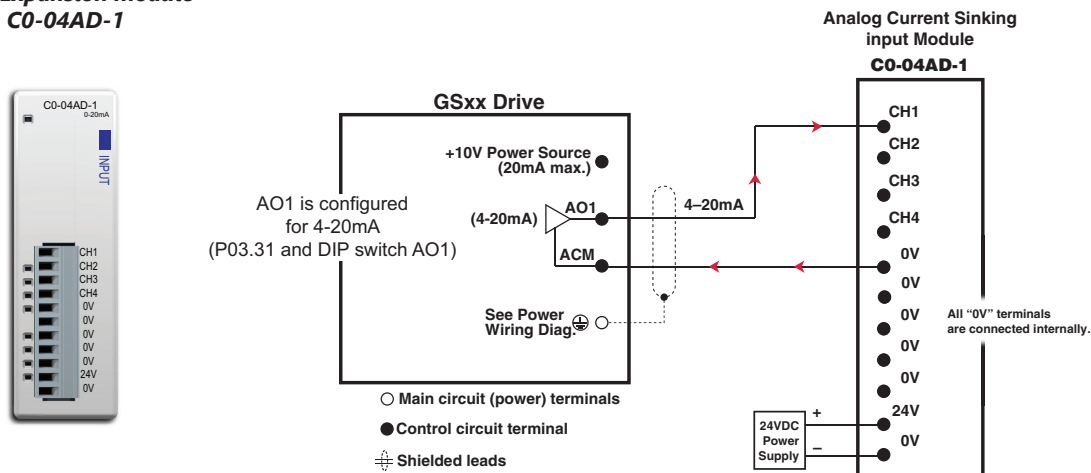 C0-04AD-1
C0-04AD-1
0-20mA
INPUT
CH1
CH2
CH3
CH4
0V
0V
0V
0V
0V
24V
0V
GSxx Drive
+10V Power Source
(20mA max.)
AO1 is configured
for 4-20mA
(P03.31 and DIP switch AO1)
(4-20mA)
AO1
ACM
See Power
Wiring Diag.
4–20mA
Main circuit (power) terminals
Control circuit terminal
Shielded leads
Analog Current Sinking
input Module
C0-04AD-1
CH1
CH2
CH3
CH4
0V
0V
0V
0V
0V
24V
0V
All “0V” terminals
are connected internally.
24VDC
Power
Supply
+
–